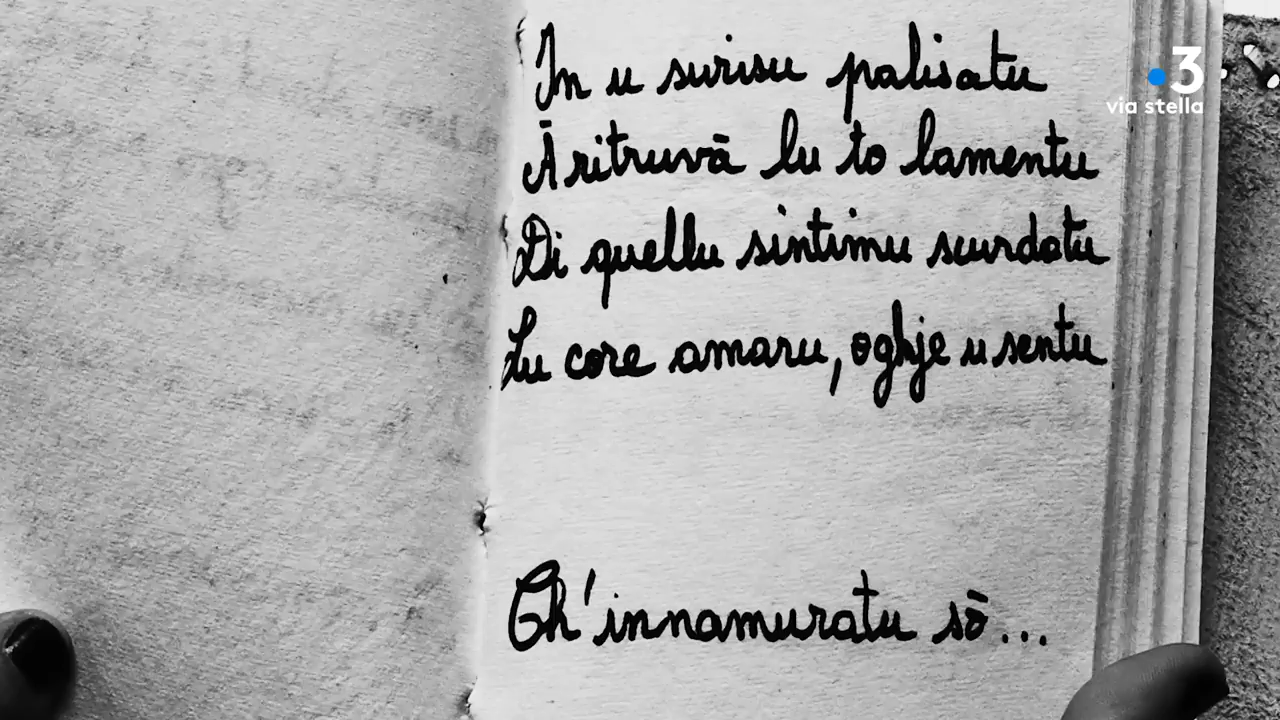 In u surisu palisatu
À ritruvà lu to lamentu
Di quellu sintimu scurdatu
Lu core amaru, oghje u sentu
Ch'innamuratu sò...
3
via stella